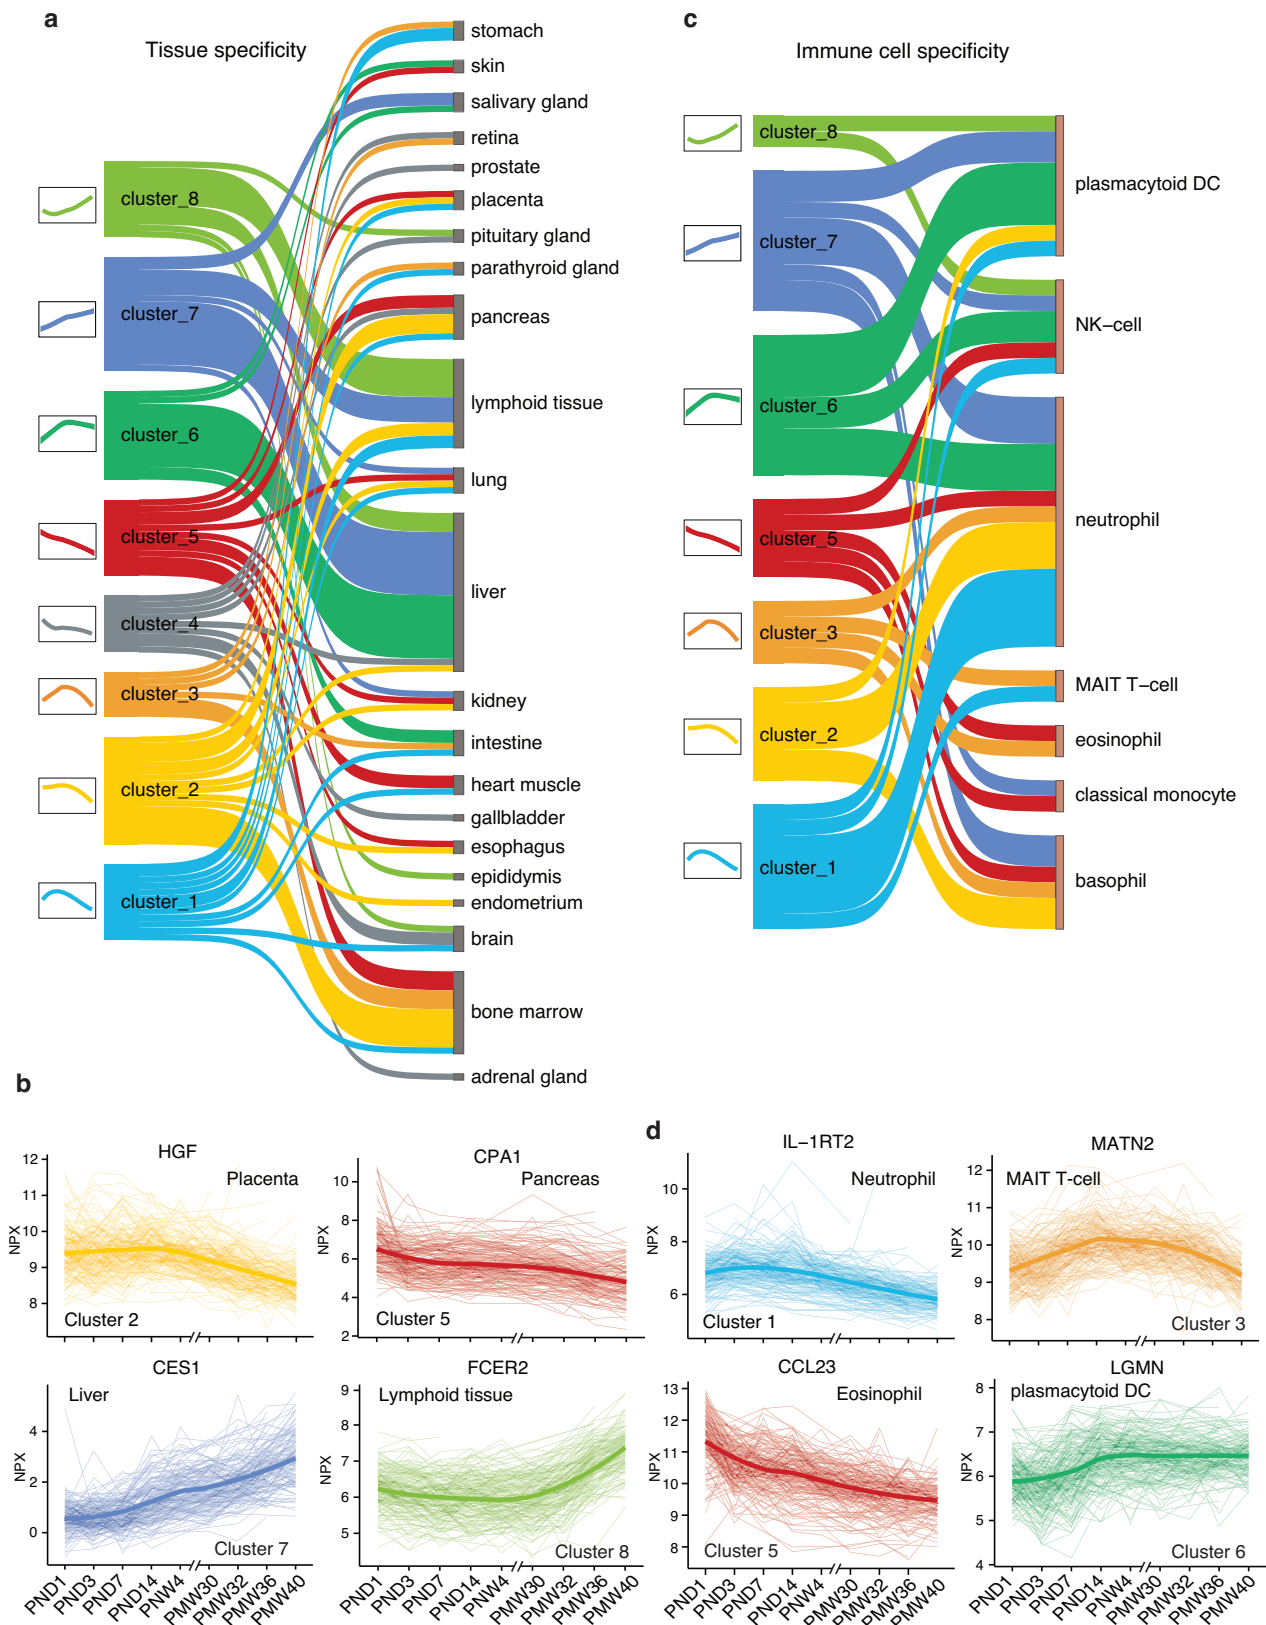 a
Tissue specificity
cluster_8
cluster_7
cluster_6
cluster_5
cluster_4
cluster_3
cluster_2
cluster_1
stomach
skin
salivary gland
retina
prostate
placenta
pituitary gland
parathyroid gland
pancreas
lymphoid tissue
lung
liver
kidney
intestine
heart muscle
gallbladder
esophagus
epididymis
endometrium
brain
bone marrow
adrenal gland
c
Immune cell specificity
cluster_8
cluster_7
cluster_6
cluster_5
cluster_3
cluster_2
cluster_1
plasmacytoid DC
NK−cell
neutrophil
MAIT T−cell
eosinophil
classical monocyte
basophil
b
HGF
Placenta
NPX
12
11
10
9
8
Cluster 2
CPA1
Pancreas
NPX
10
8
6
4
2
Cluster 5
CES1
Liver
NPX
4
2
0
Cluster 7
PND1
PND3
PND7
PND14
PNW4
PMW30
PMW32
PMW36
PMW40
FCER2
Lymphoid tissue
NPX
9
8
7
6
5
Cluster 8
PND1
PND3
PND7
PND14
PNW4
PMW30
PMW32
PMW36
PMW40
d
IL−1RT2
Neutrophil
NPX
10
8
6
Cluster 1
MATN2
MAIT T-cell
NPX
12
11
10
9
8
Cluster 3
CCL23
Eosinophil
NPX
13
12
11
10
9
8
Cluster 5
PND1
PND3
PND7
PND14
PNW4
PMW30
PMW32
PMW36
PMW40
LGMN
plasmacytoid DC
NPX
8
7
6
5
4
Cluster 6
PND1
PND3
PND7
PND14
PNW4
PMW30
PMW32
PMW36
PMW40